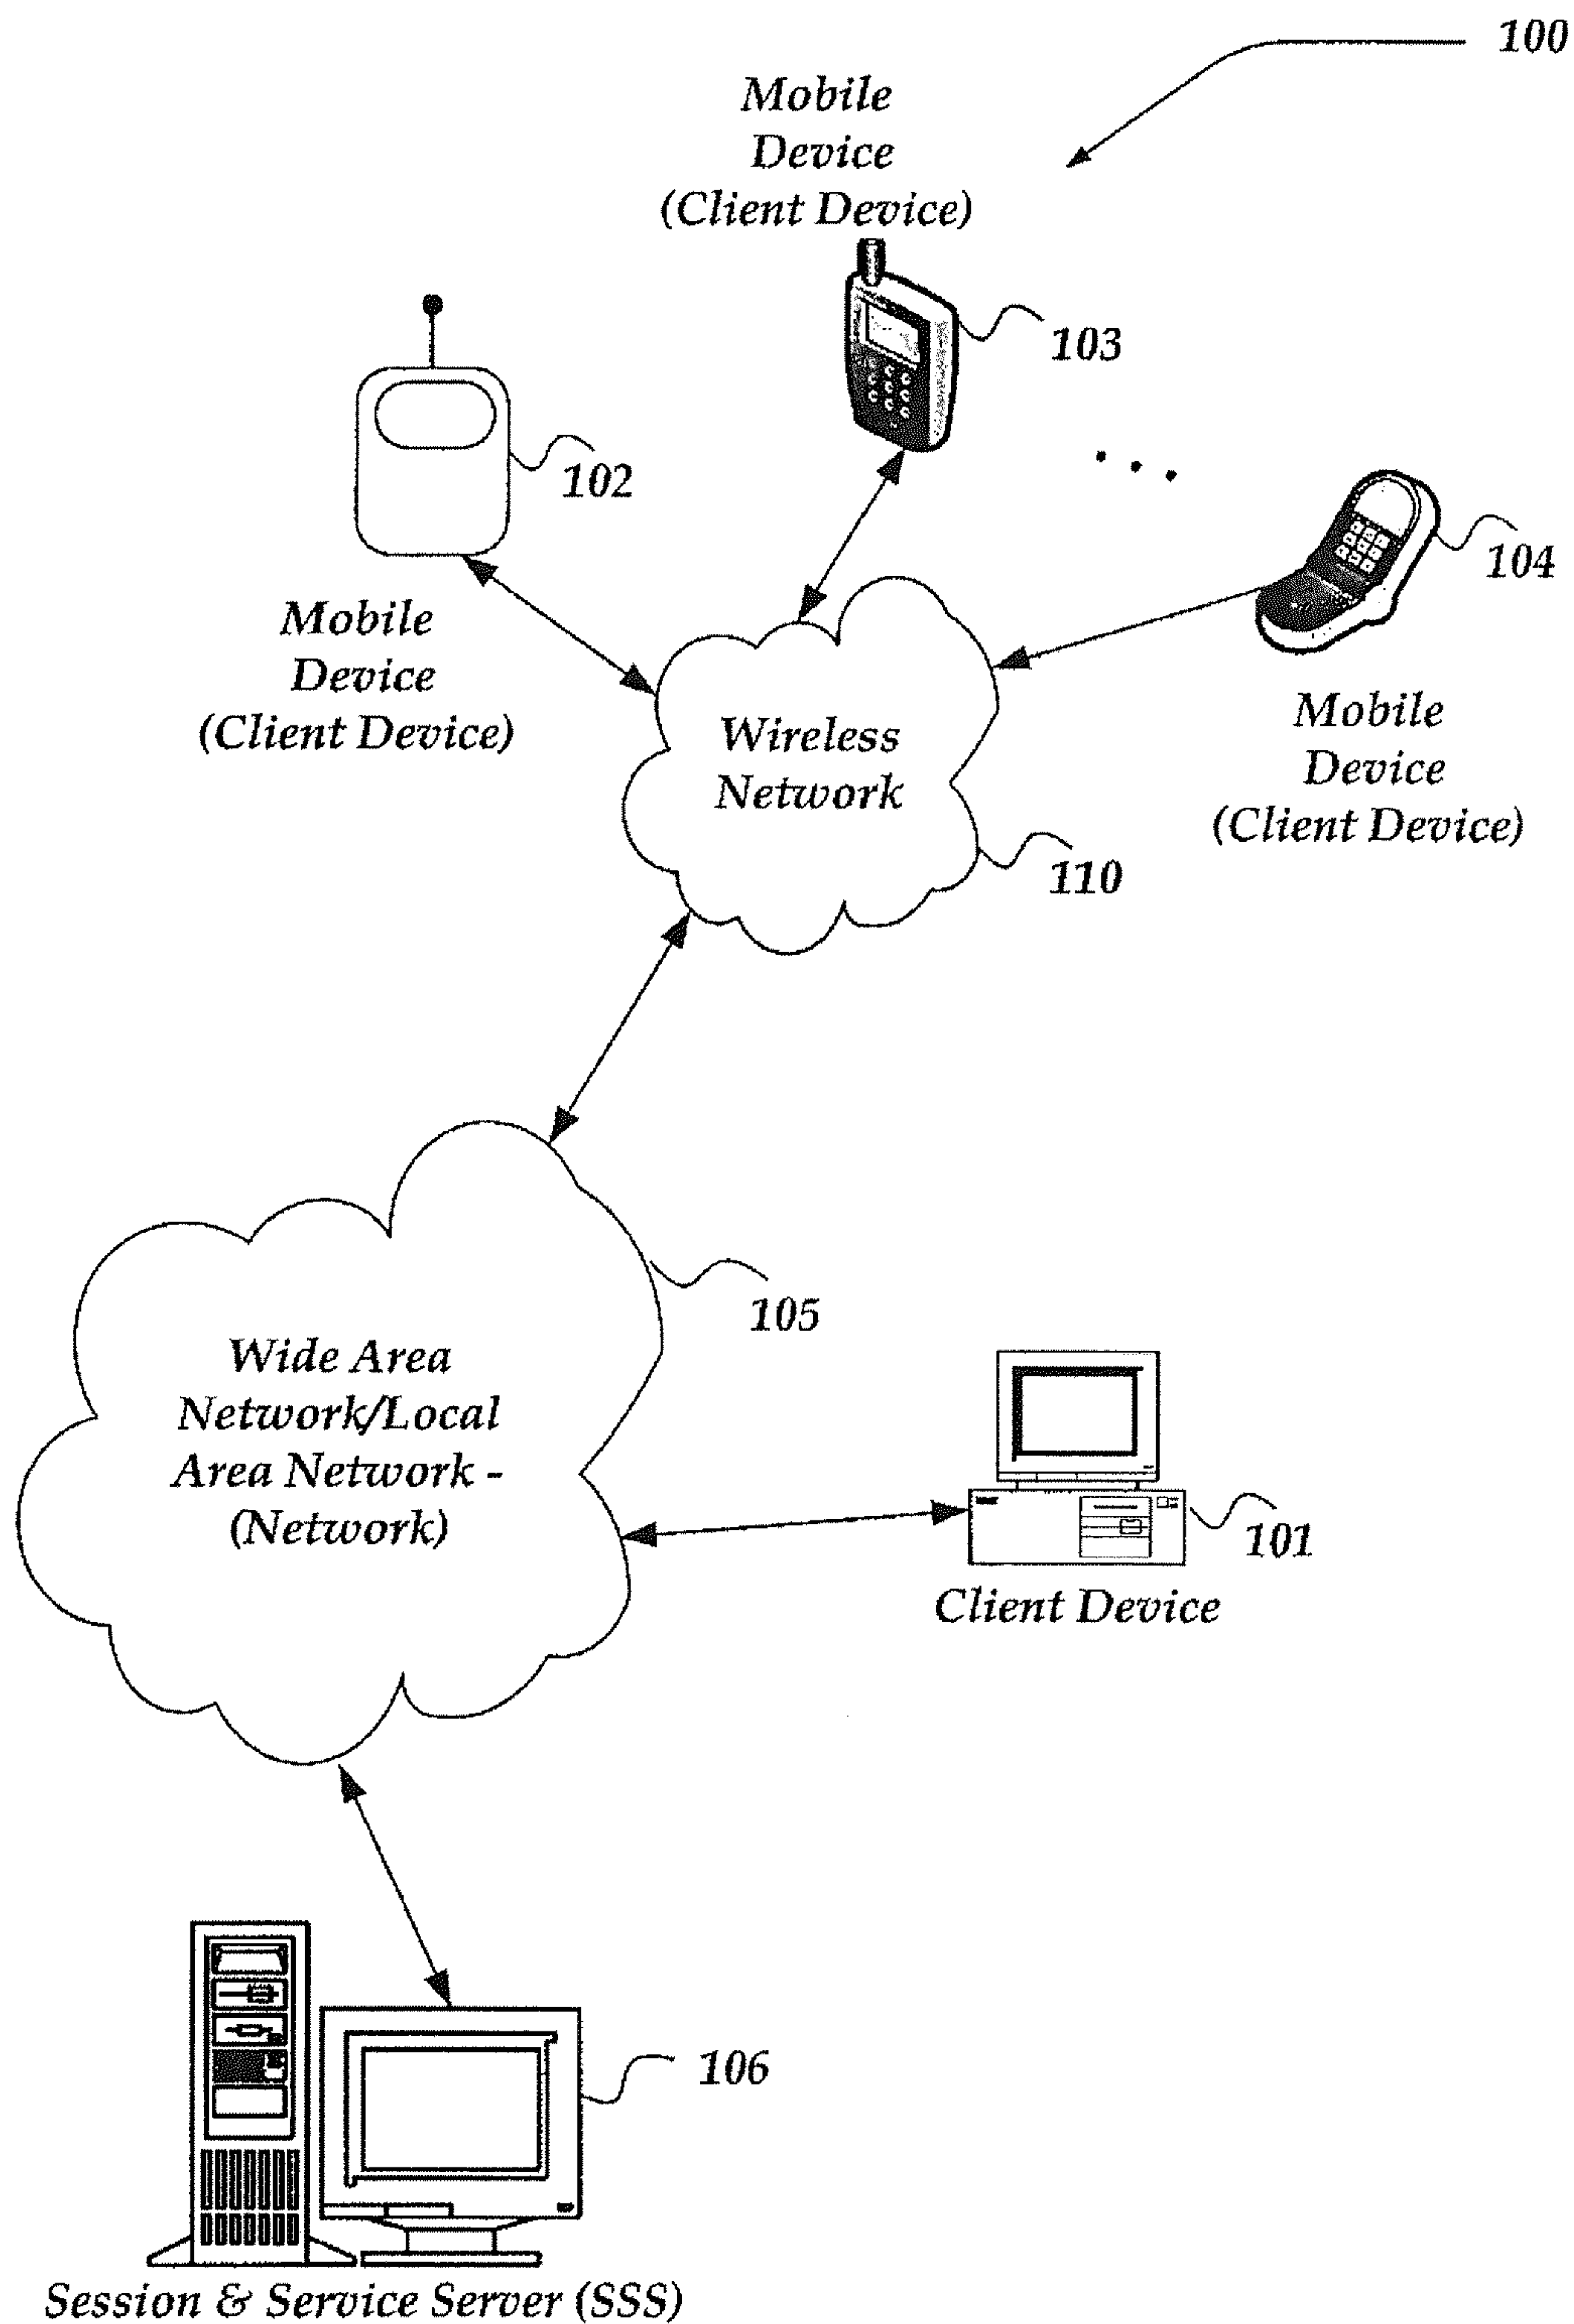 100
Mobile
Device
(Client Device)
103
102
104
Mobile
Device
(Client Device)
Wireless
Network
Mobile
Device
(Client Device)
110
105
Wide Area
Network/Local
Area Network -
(Network)
101
Client Device
106
Session & Service Server (SSS)